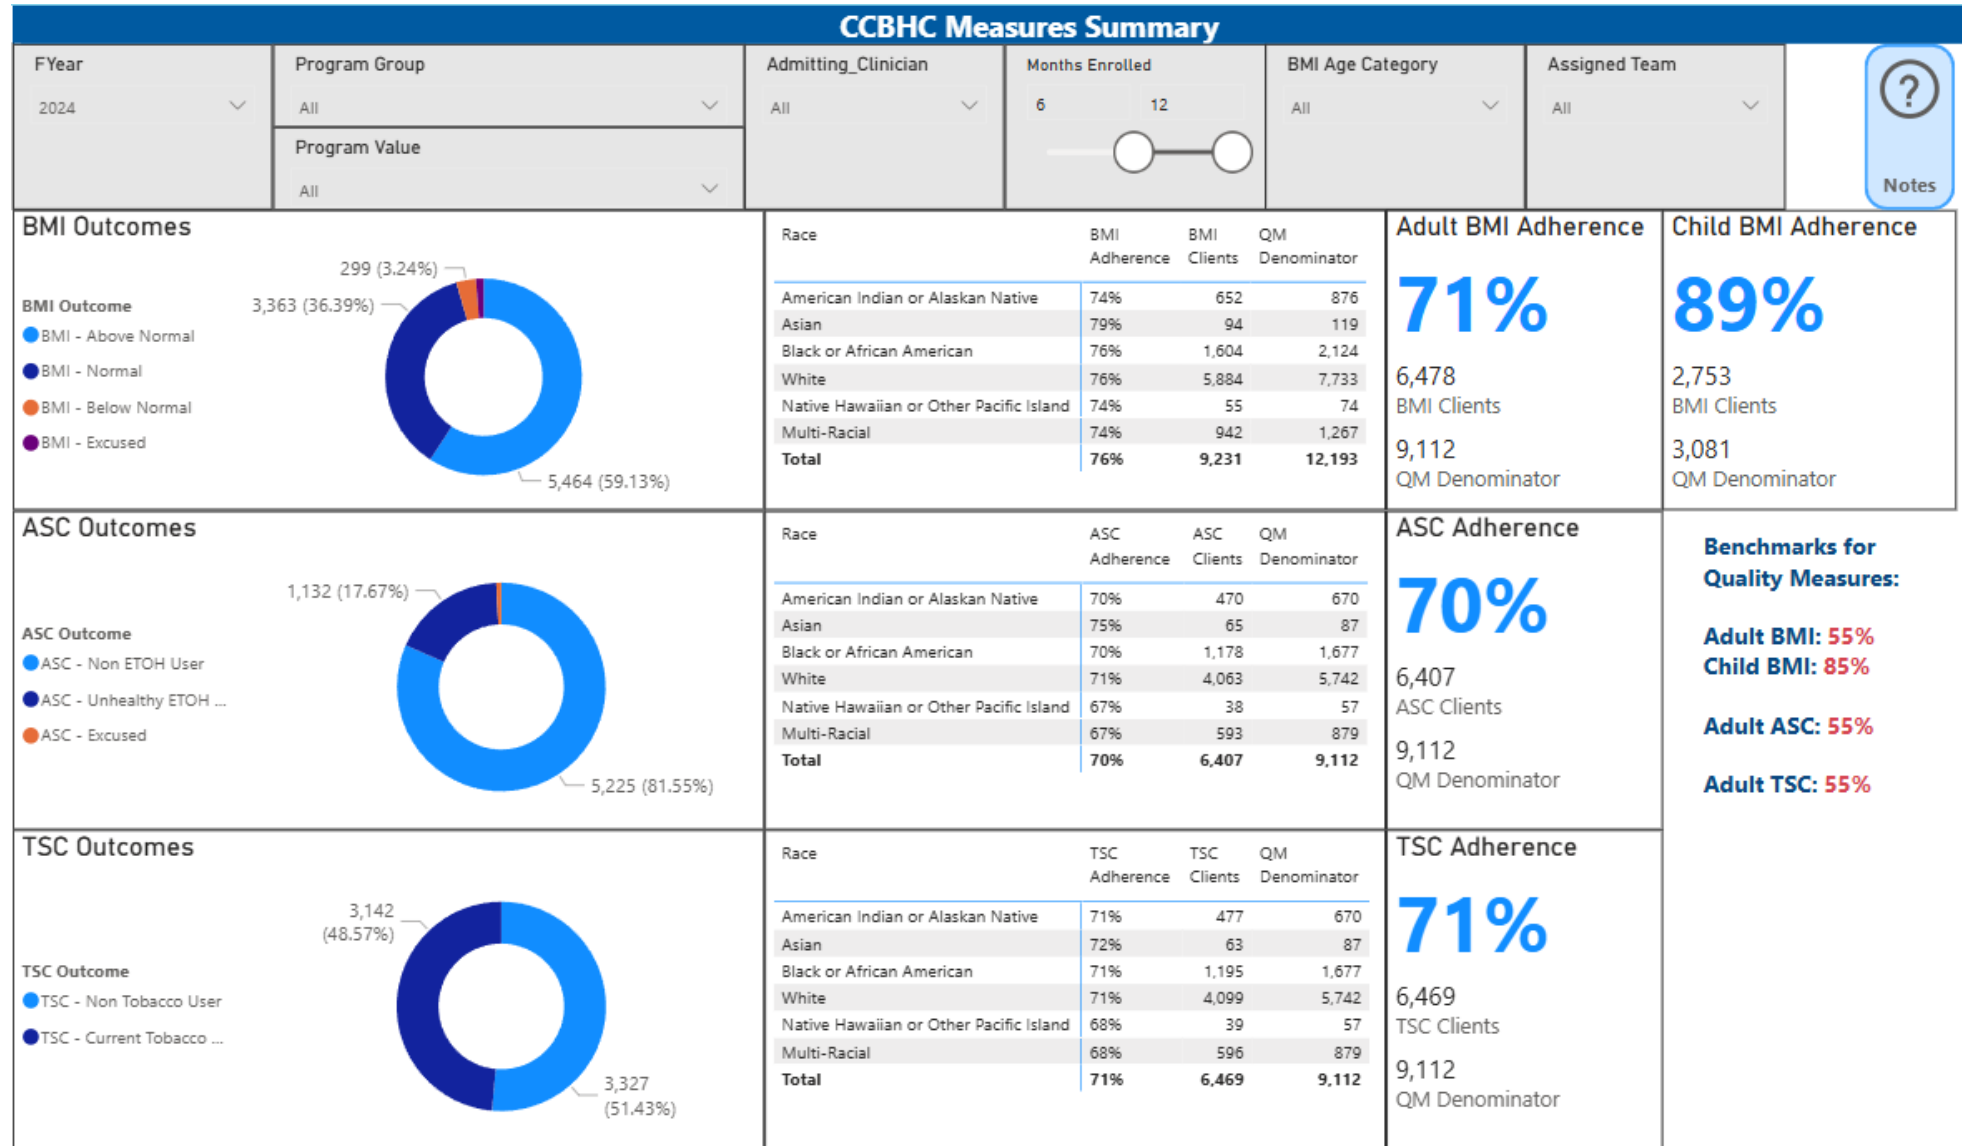 CCBHC Measures Summary
FYear
2024
Program Group
All
Program Value
All
Admitting_Clinician
All
Months Enrolled
6 12
BMI Age Category
All
Assigned Team
All
?
Notes
BMI Outcomes
BMI Outcome
BMI - Above Normal
BMI - Normal
BMI - Below Normal
BMI - Excused
299 (3.24%)
3,363 (36.39%)
5,464 (59.13%)
Race BMI Adherence BMI Clients QM Denominator
American Indian or Alaskan Native 74% 652 876
Asian 79% 94 119
Black or African American 76% 1,604 2,124
White 76% 5,884 7,733
Native Hawaiian or Other Pacific Island 74% 55 74
Multi-Racial 74% 942 1,267
Total 76% 9,231 12,193
Adult BMI Adherence
71%
6,478
BMI Clients
9,112
QM Denominator
Child BMI Adherence
89%
2,753
BMI Clients
3,081
QM Denominator
ASC Outcomes
ASC Outcome
ASC - Non ETOH User
ASC - Unhealthy ETOH ...
ASC - Excused
1,132 (17.67%)
5,225 (81.55%)
Race ASC Adherence ASC Clients QM Denominator
American Indian or Alaskan Native 70% 470 670
Asian 75% 65 87
Black or African American 70% 1,178 1,677
White 71% 4,063 5,742
Native Hawaiian or Other Pacific Island 67% 38 57
Multi-Racial 67% 593 879
Total 70% 6,407 9,112
ASC Adherence
70%
6,407
ASC Clients
9,112
QM Denominator
Benchmarks for
Quality Measures:
Adult BMI: 55%
Child BMI: 85%
Adult ASC: 55%
Adult TSC: 55%
TSC Outcomes
TSC Outcome
TSC - Non Tobacco User
TSC - Current Tobacco ...
3,142
(48.57%)
3,327
(51.43%)
Race TSC Adherence TSC Clients QM Denominator
American Indian or Alaskan Native 71% 477 670
Asian 72% 63 87
Black or African American 71% 1,195 1,677
White 71% 4,099 5,742
Native Hawaiian or Other Pacific Island 68% 39 57
Multi-Racial 68% 596 879
Total 71% 6,469 9,112
TSC Adherence
71%
6,469
TSC Clients
9,112
QM Denominator